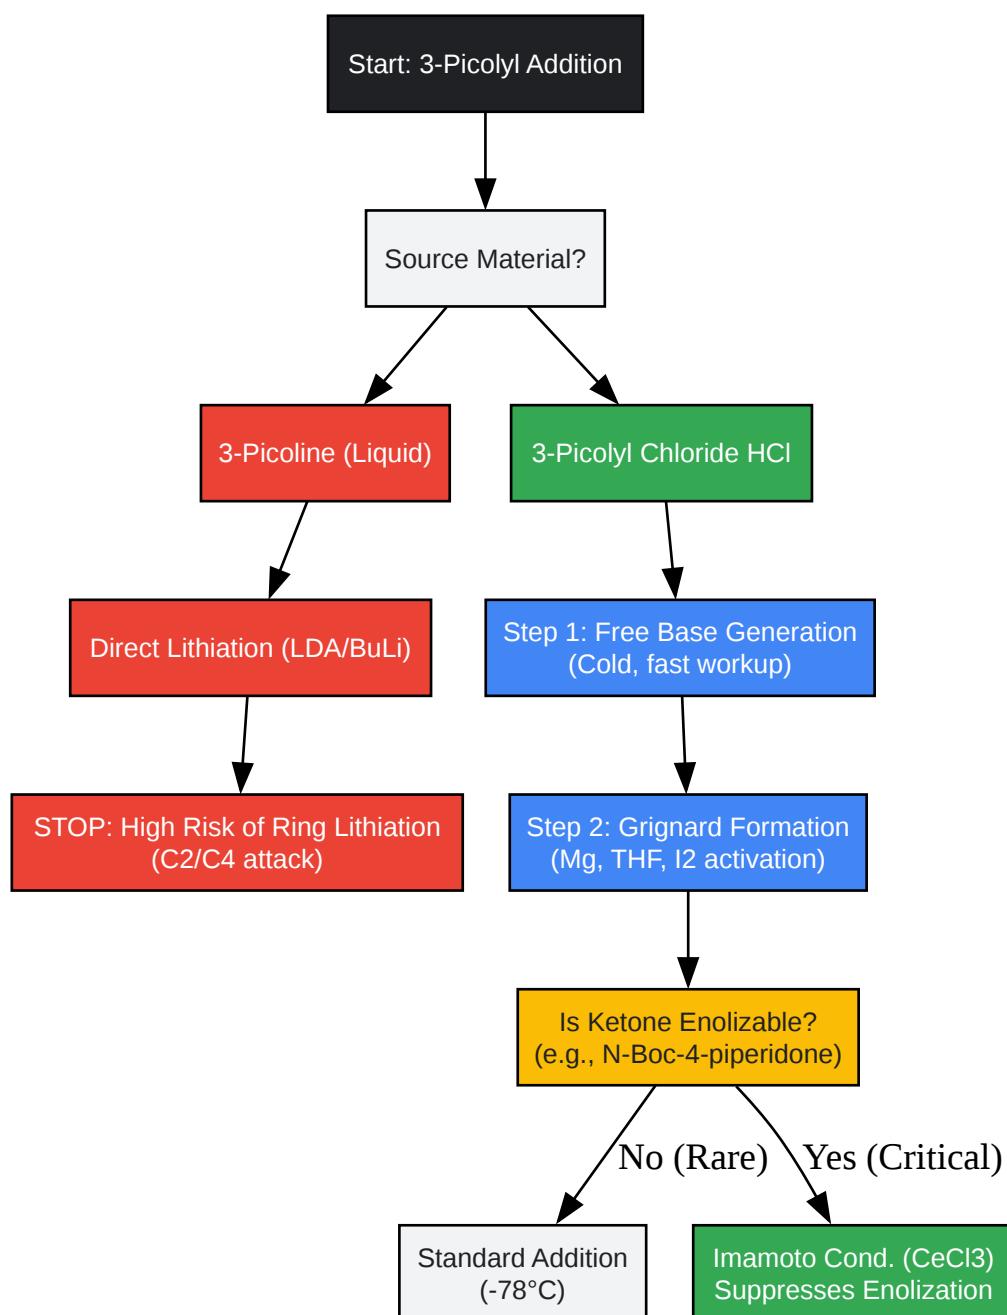 Start: 3-Picolyl Addition
Source Material?
3-Picoline (Liquid)
3-Picolyl Chloride HCl
Direct Lithiation (LDA/BuLi)
Step 1: Free Base Generation
(Cold, fast workup)
STOP: High Risk of Ring Lithiation
(C2/C4 attack)
Step 2: Grignard Formation
(Mg, THF, I2 activation)
Is Ketone Enolizable?
(e.g., N-Boc-4-piperidone)
No (Rare)
Yes (Critical)
Standard Addition
(-78°C)
Imamoto Cond. (CeCl3)
Suppresses Enolization